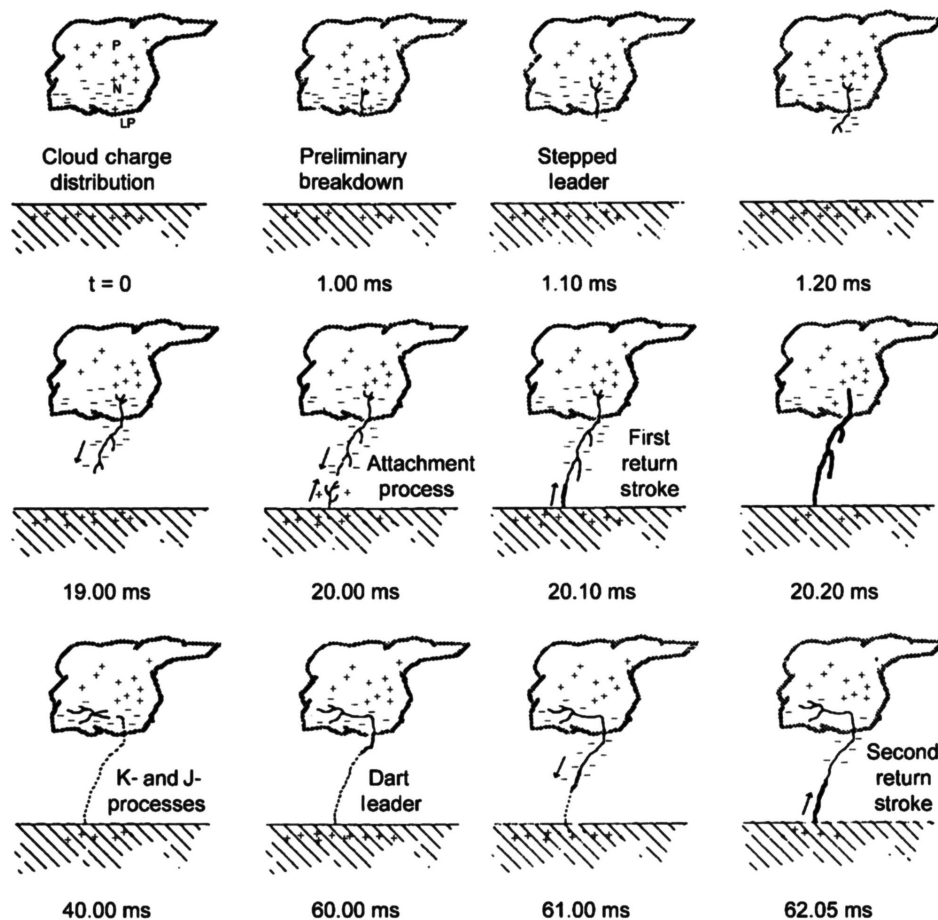 P
N
LP
Cloud charge
distribution
Preliminary
breakdown
Stepped
leader
t = 0
1.00 ms
1.10 ms
1.20 ms
Attachment
process
First
return
stroke
19.00 ms
20.00 ms
20.10 ms
20.20 ms
K- and J-
processes
Dart
leader
Second
return
stroke
40.00 ms
60.00 ms
61.00 ms
62.05 ms